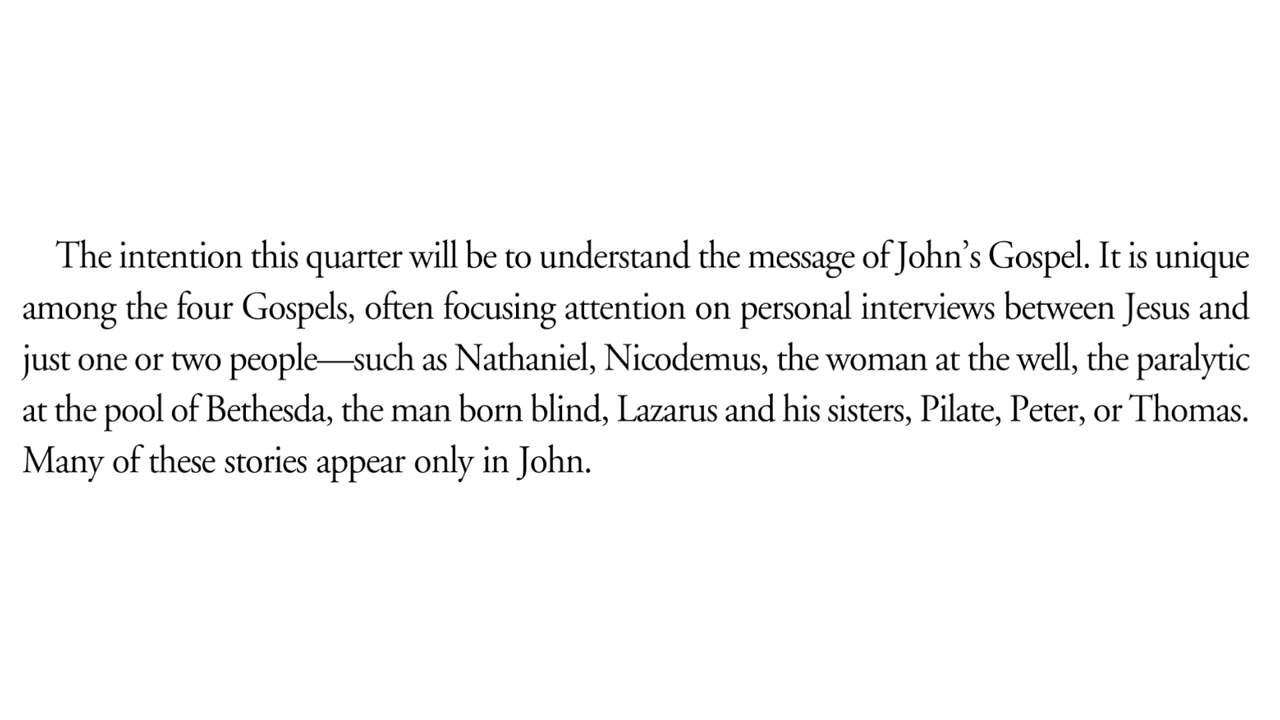 The intention this quarter will be to understand the message of John’s Gospel. It is unique
among the four Gospels, often focusing attention on personal interviews between Jesus and
just one or two people—such as Nathaniel, Nicodemus, the woman at the well, the paralytic
at the pool of Bethesda, the man born blind, Lazarus and his sisters, Pilate, Peter, or Thomas.
Many of these stories appear only in John.